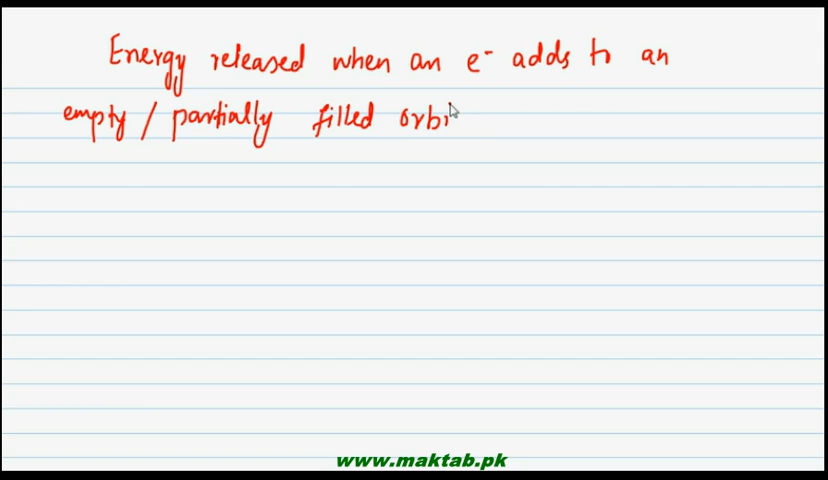 Energy released when an e⁻ adds to an
empty / partially filled orbi
www.maktab.pk